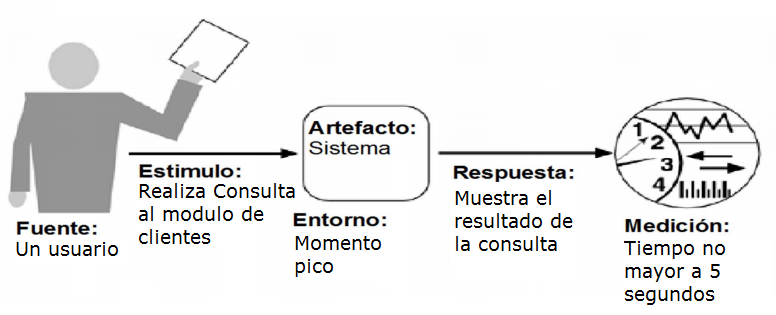 Fuente:
Un usuario
Estimulo:
Realiza Consulta
al modulo de
clientes
Artefacto:
Sistema
Entorno:
Momento
pico
Respuesta:
Muestra el
resultado de
la consulta
1
2
3
4
Medición:
Tiempo no
mayor a 5
segundos